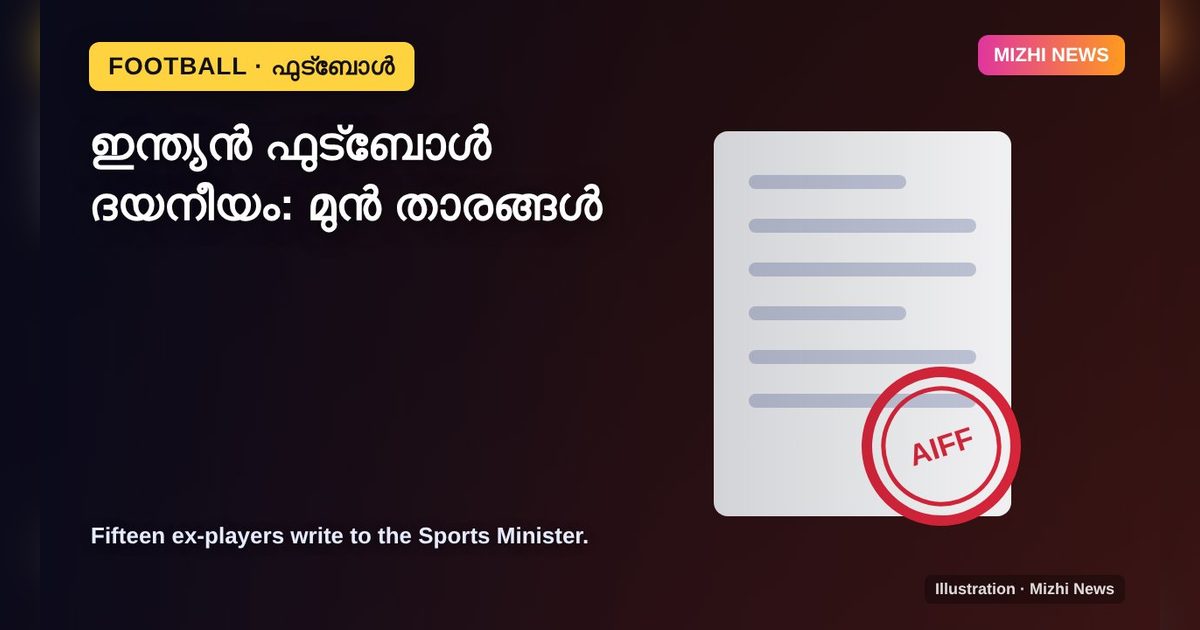 FOOTBALL · ഫുട്ബോൾ
MIZHI NEWS
ഇന്ത്യൻ ഫുട്ബോൾ
ദയനീയം: മുൻ താരങ്ങൾ
AIFF
Fifteen ex-players write to the Sports Minister.
Illustration · Mizhi News